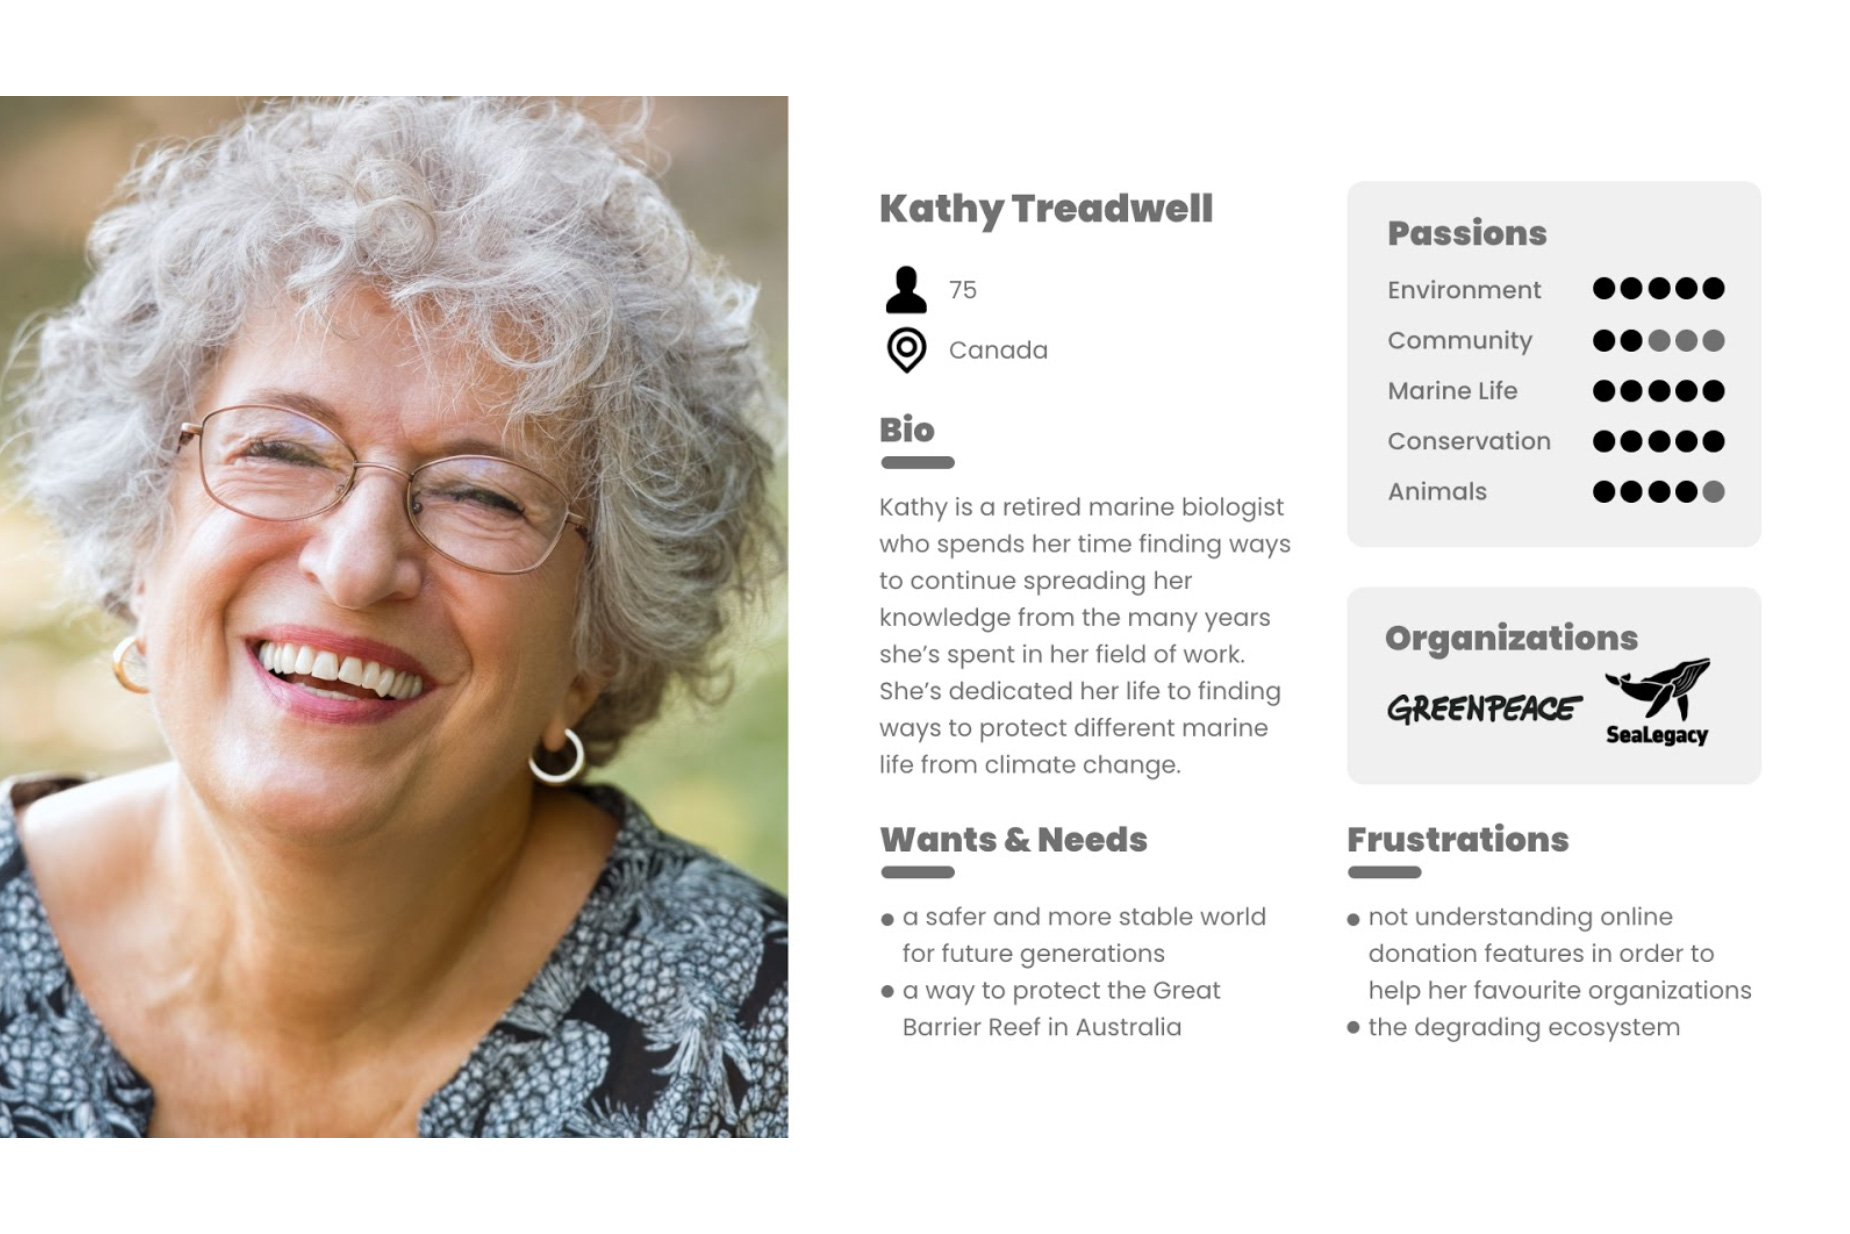 Kathy Treadwell
75
Canada
Bio
Kathy is a retired marine biologist
who spends her time finding ways
to continue spreading her
knowledge from the many years
she's spent in her field of work.
She's dedicated her life to finding
ways to protect different marine
life from climate change.
Wants & Needs
a safer and more stable world
for future generations
a way to protect the Great
Barrier Reef in Australia
Passions
Environment
Community
Marine Life
Conservation
Animals
Organizations
GREENPEACE
SeaLegacy
Frustrations
not understanding online
donation features in order to
help her favourite organizations
the degrading ecosystem